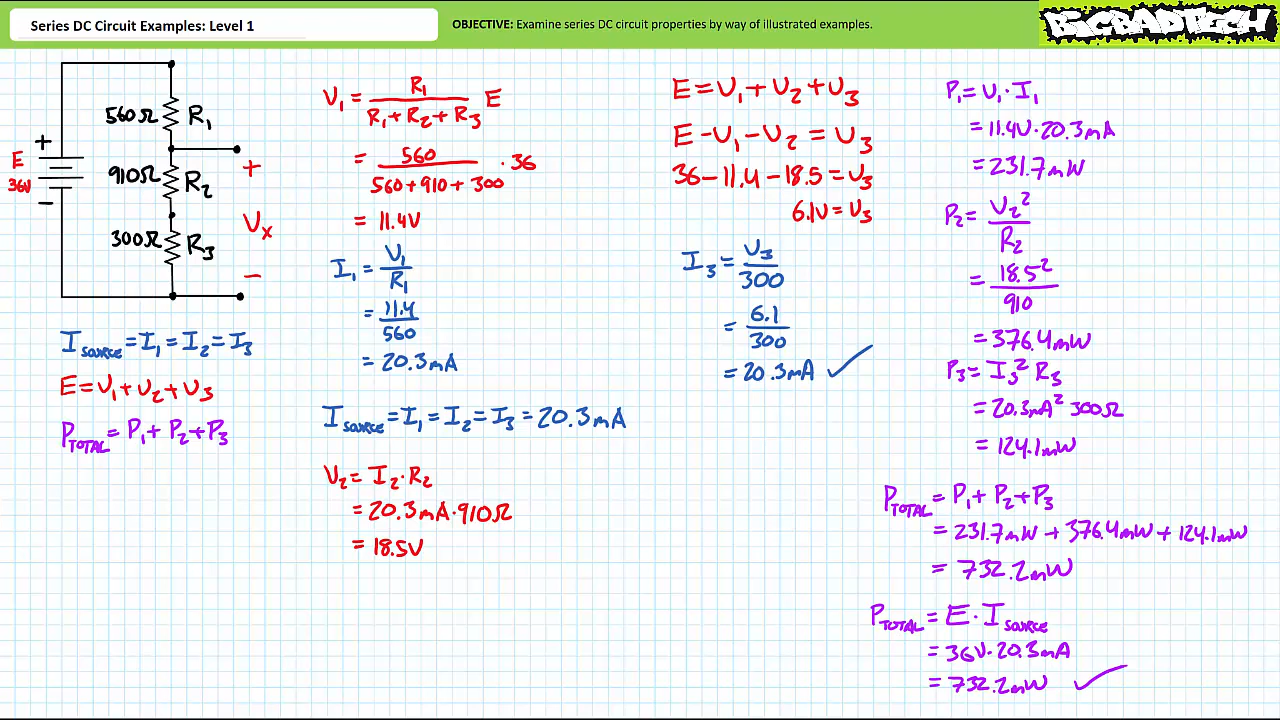 Series DC Circuit Examples: Level 1
OBJECTIVE: Examine series DC circuit properties by way of illustrated examples.
BIGBADTECH
560Ω R₁
+
E
36V
-
910Ω R₂
300Ω R₃
+
Vₓ
-
I_SOURCE = I₁ = I₂ = I₃
E = V₁ + V₂ + V₃
P_TOTAL = P₁ + P₂ + P₃
V₁ = R₁ / (R₁ + R₂ + R₃) E
= 560 / (560 + 910 + 300) · 36
= 11.4V
I₁ = V₁ / R₁
= 11.4 / 560
= 20.3mA
I_SOURCE = I₁ = I₂ = I₃ = 20.3mA
V₂ = I₂ · R₂
= 20.3mA · 910Ω
= 18.5V
E = V₁ + V₂ + V₃
E - V₁ - V₂ = V₃
36 - 11.4 - 18.5 = V₃
6.1V = V₃
I₃ = V₃ / 300
= 6.1 / 300
= 20.3mA ✓
P₁ = V₁ · I₁
= 11.4V · 20.3mA
= 231.7mW
P₂ = V₂² / R₂
= 18.5² / 910
= 376.4mW
P₃ = I₃² R₃
= 20.3mA² 300Ω
= 124.1mW
P_TOTAL = P₁ + P₂ + P₃
= 231.7mW + 376.4mW + 124.1mW
= 732.2mW
P_TOTAL = E · I_SOURCE
= 36V · 20.3mA
= 732.2mW ✓